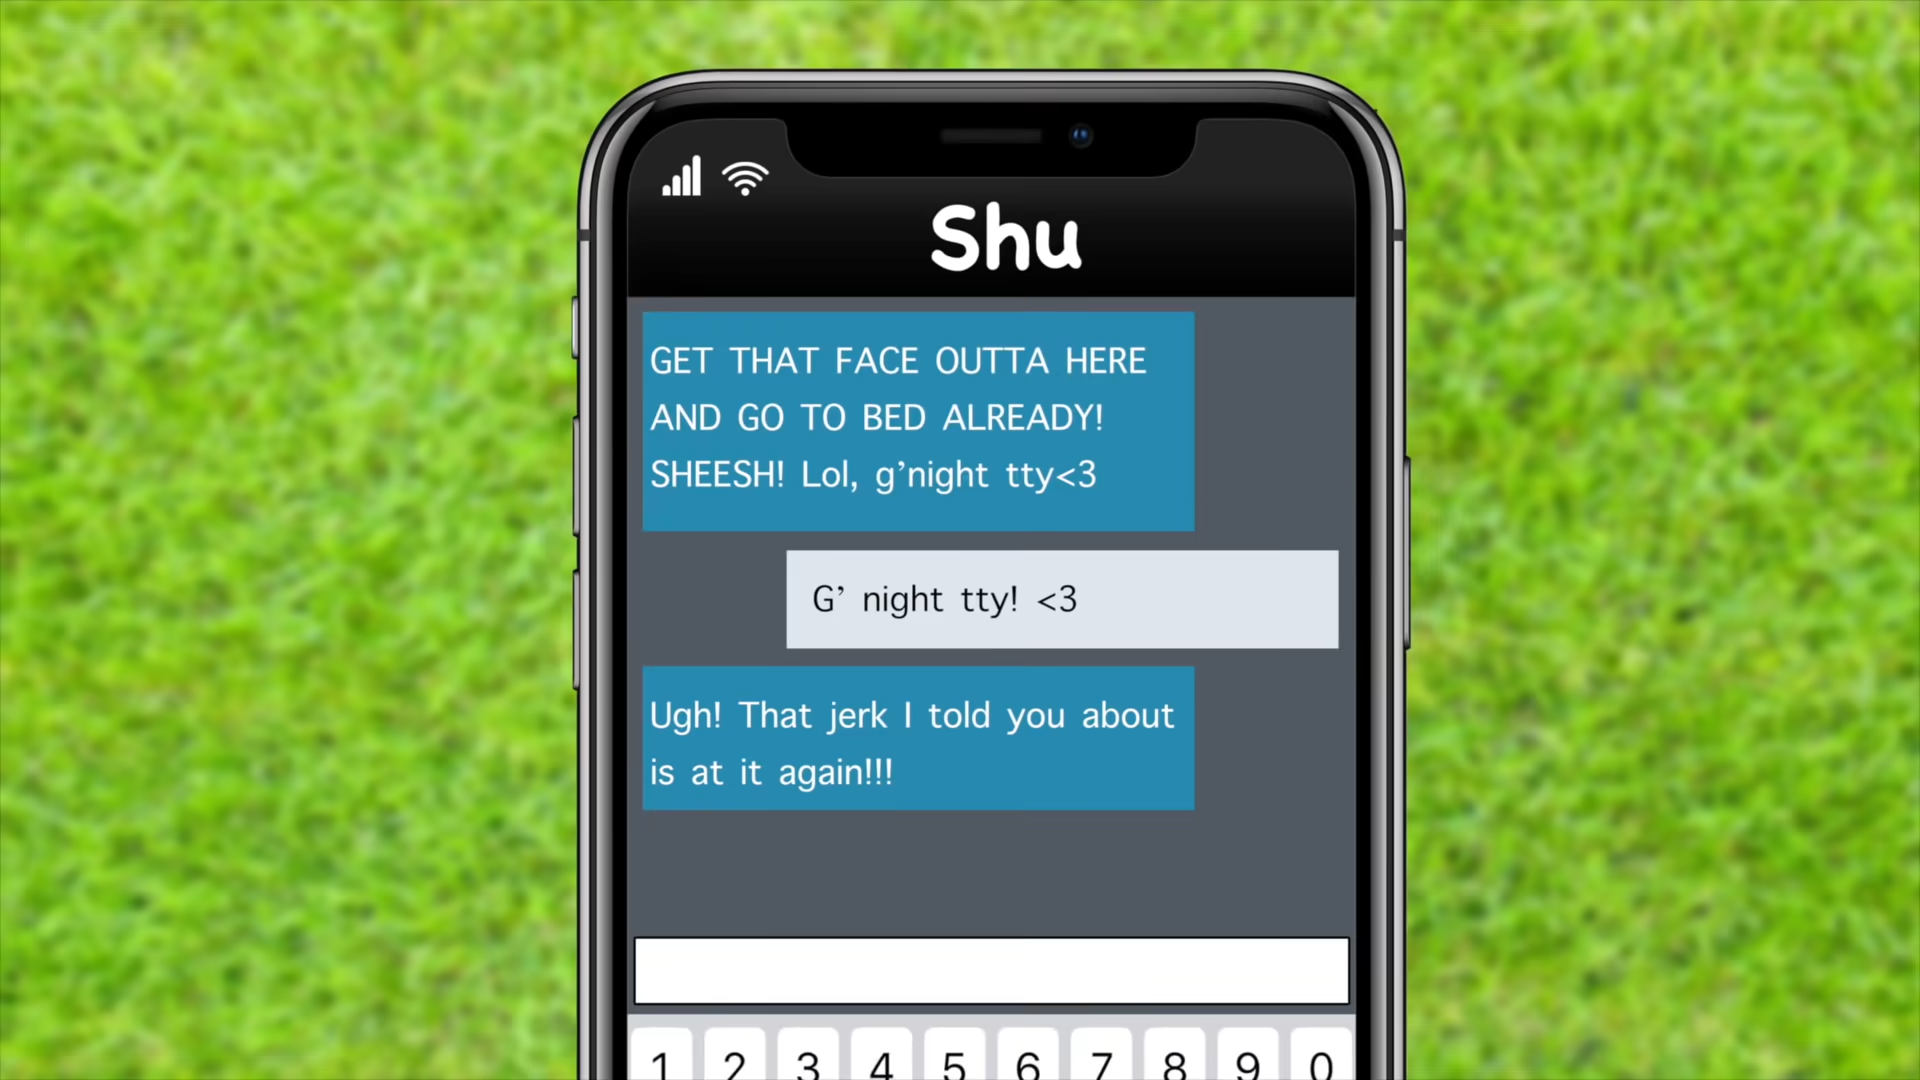 Shu
GET THAT FACE OUTTA HERE
AND GO TO BED ALREADY!
SHEESH! Lol, g’night tty<3
G’ night tty! <3
Ugh! That jerk I told you about
is at it again!!!
1 2 3 4 5 6 7 8 9 0